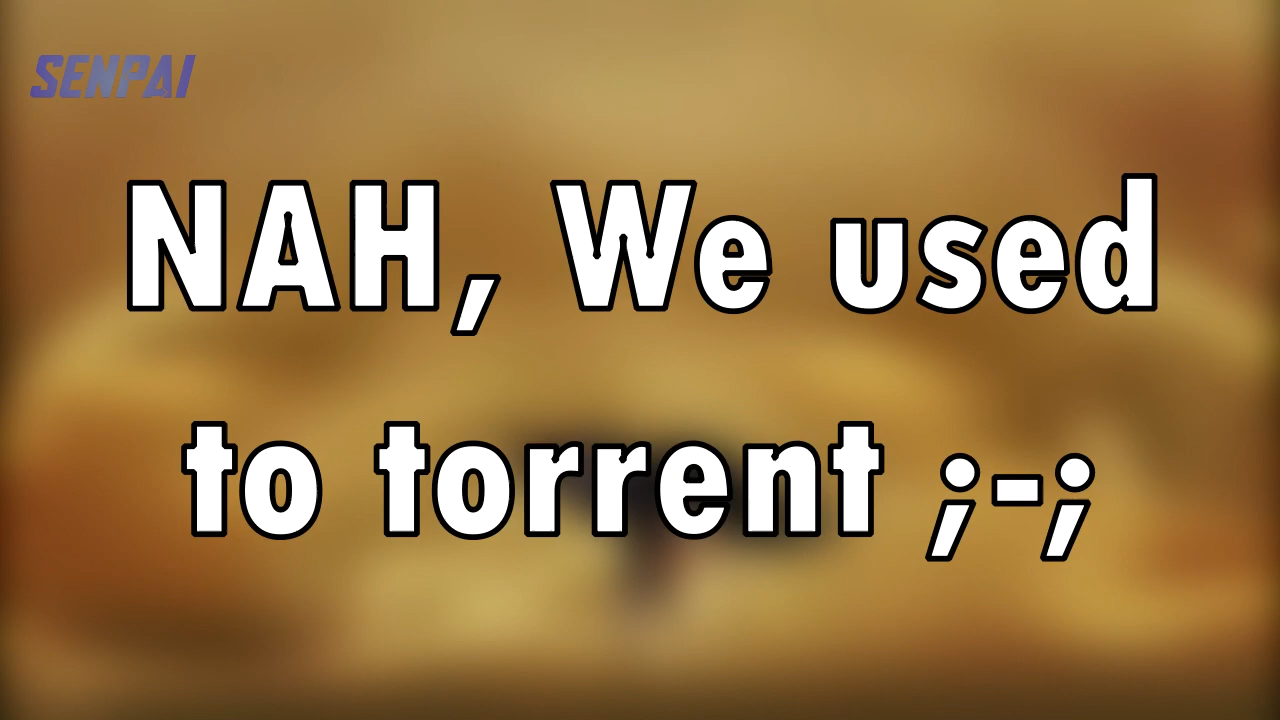 SENPAI
NAH, We used
to torrent ;-;